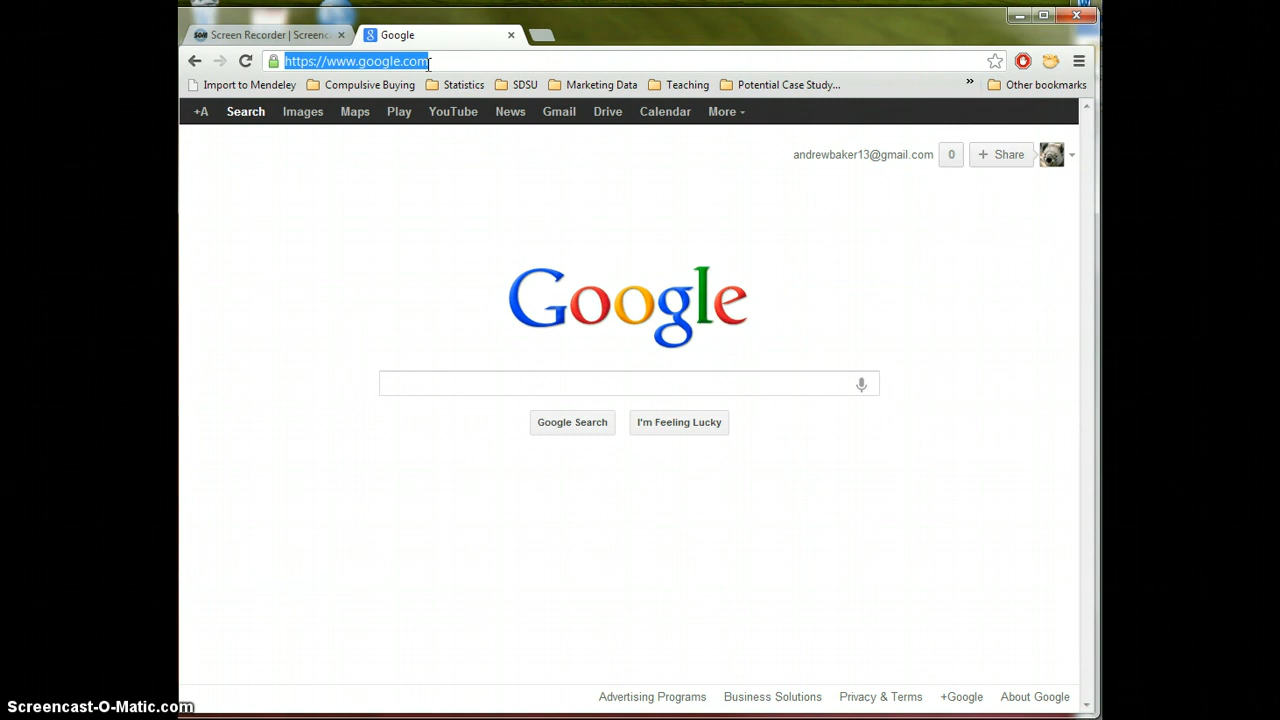 Screen Recorder | Screenc
Google
https://www.google.com
Import to Mendeley Compulsive Buying Statistics SDSU Marketing Data Teaching Potential Case Study... » Other bookmarks
+A Search Images Maps Play YouTube News Gmail Drive Calendar More
andrewbaker13@gmail.com 0 + Share
Google
Google Search I'm Feeling Lucky
Advertising Programs Business Solutions Privacy & Terms +Google About Google
Screencast-O-Matic.com